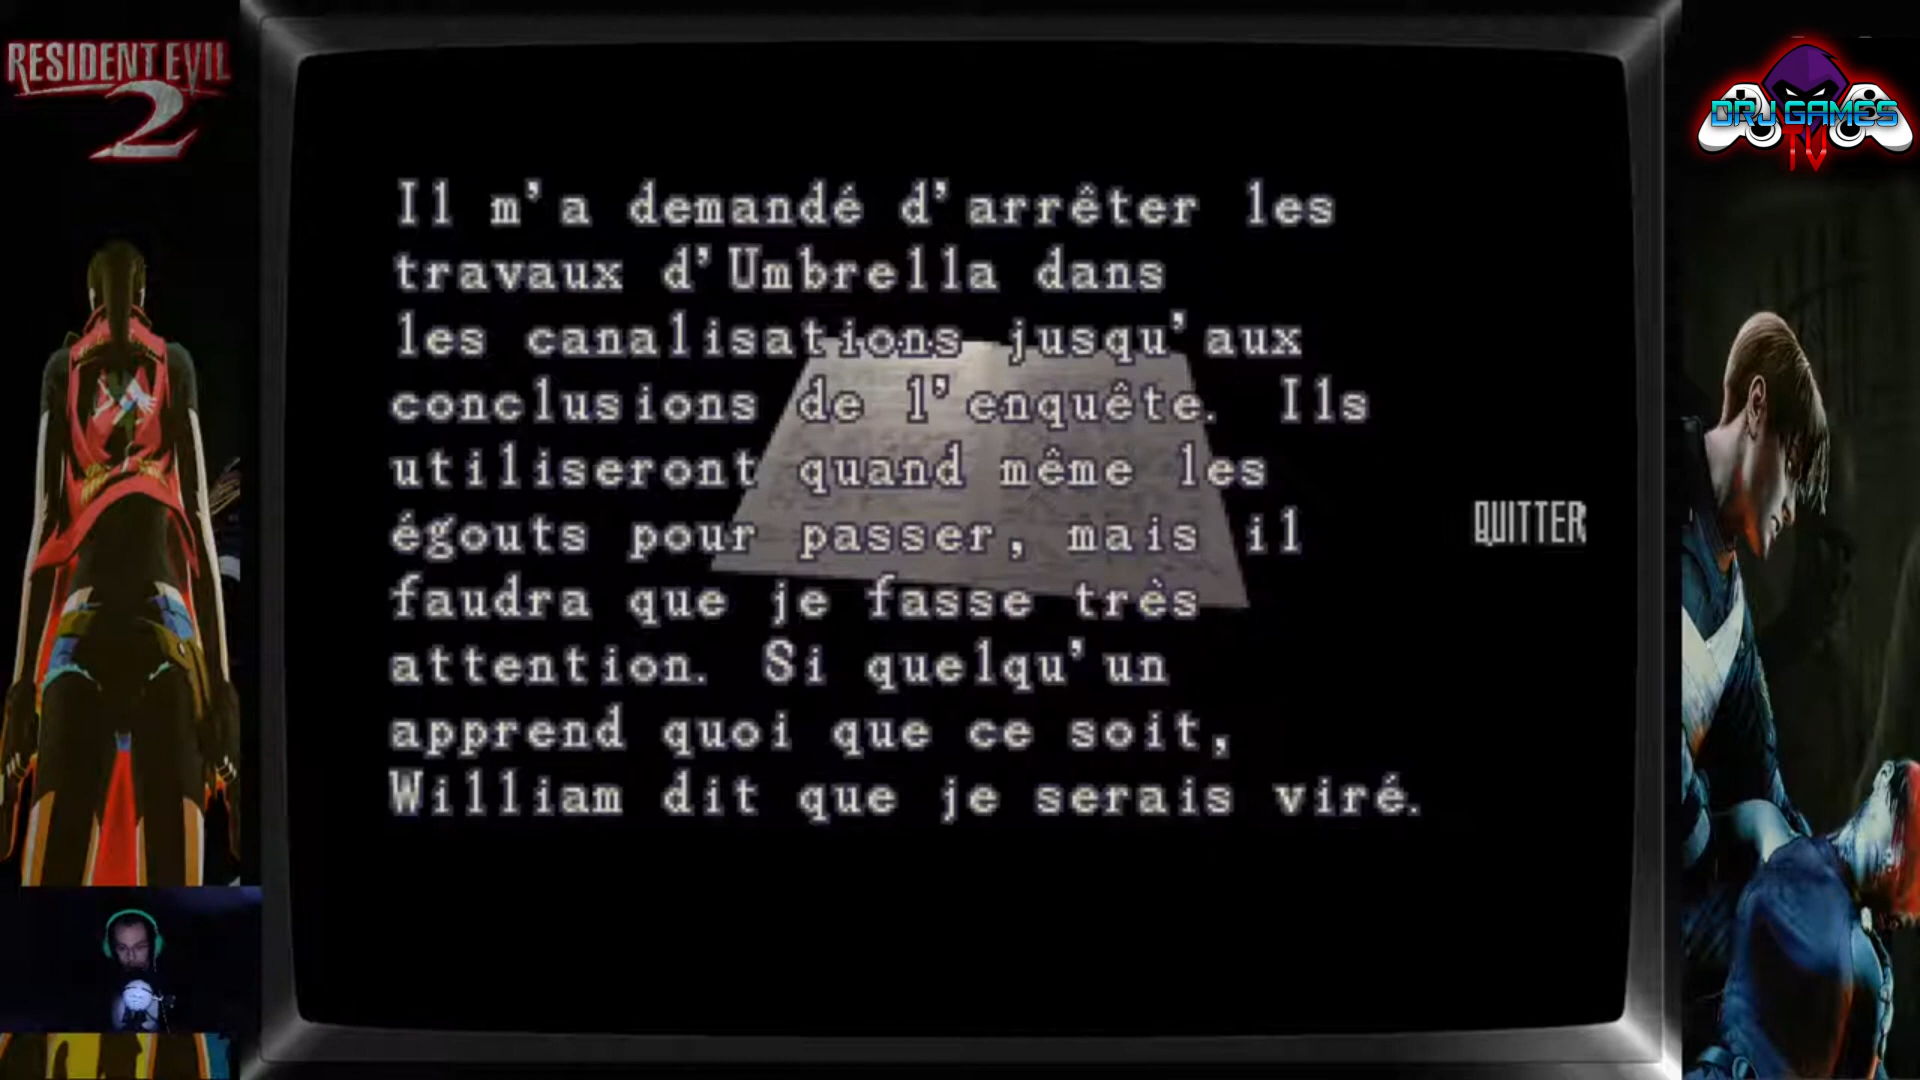 RESIDENT EVIL
2
DRJ GAMES
TV
Il m'a demandé d'arrêter les
travaux d'Umbrella dans
les canalisations jusqu'aux
conclusions de l'enquête. Ils
utiliseront quand même les
égouts pour passer, mais il
faudra que je fasse très
attention. Si quelqu'un
apprend quoi que ce soit,
William dit que je serais viré.
QUITTER